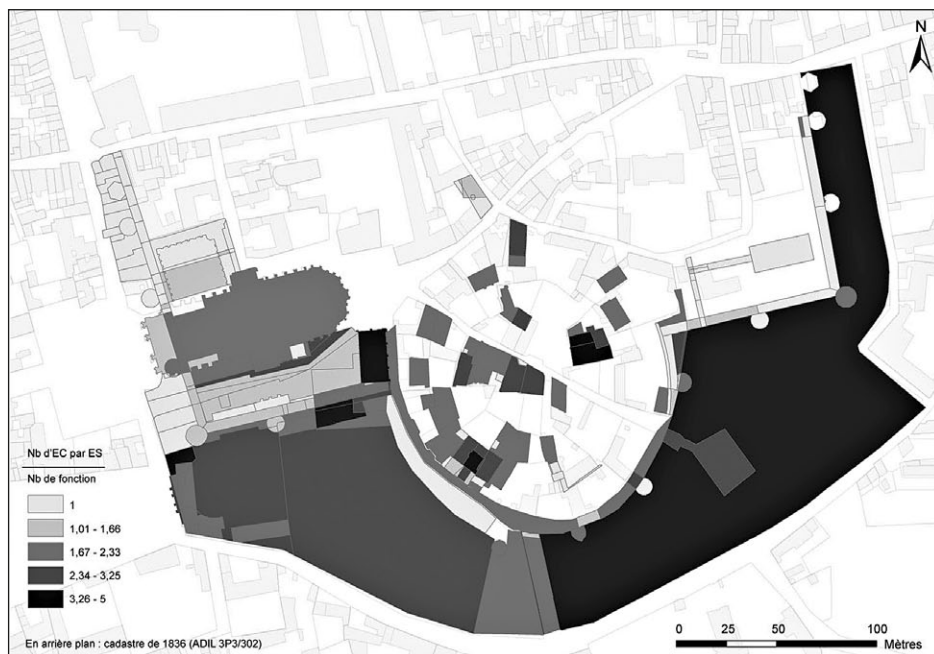 N
Nb d'EC par ES
Nb de fonction
1
1,01 - 1,66
1,67 - 2,33
2,34 - 3,25
3,26 - 5
En arrière plan : cadastre de 1836 (ADIL 3P3/302)
0 25 50 100
Mètres